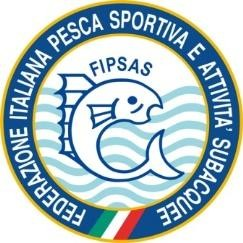 FEDERAZIONE ITALIANA PESCA SPORTIVA E ATTIVITA' SUBACQUEE
FIPSAS